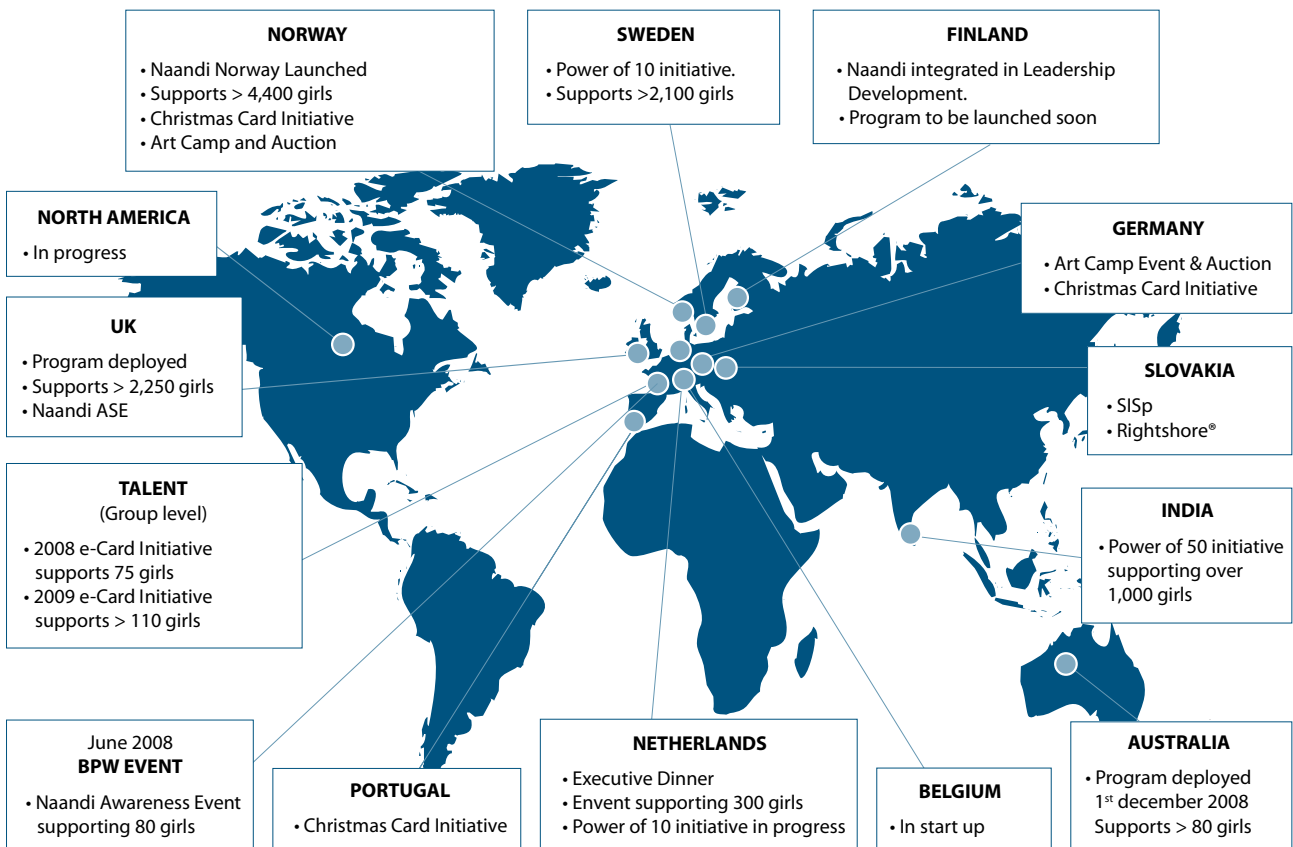 NORWAY
• Naandi Norway Launched
• Supports > 4,400 girls
• Christmas Card Initiative
• Art Camp and Auction
SWEDEN
• Power of 10 initiative.
• Supports >2,100 girls
FINLAND
• Naandi integrated in Leadership
Development.
• Program to be launched soon
NORTH AMERICA
• In progress
GERMANY
• Art Camp Event & Auction
• Christmas Card Initiative
UK
• Program deployed
• Supports > 2,250 girls
• Naandi ASE
SLOVAKIA
• SISp
• Rightshore®
TALENT
(Group level)
• 2008 e-Card Initiative
supports 75 girls
• 2009 e-Card Initiative
supports > 110 girls
INDIA
• Power of 50 initiative
supporting over
1,000 girls
June 2008
BPW EVENT
• Naandi Awareness Event
supporting 80 girls
PORTUGAL
• Christmas Card Initiative
NETHERLANDS
• Executive Dinner
• Envent supporting 300 girls
• Power of 10 initiative in progress
BELGIUM
• In start up
AUSTRALIA
• Program deployed
1st december 2008
Supports > 80 girls